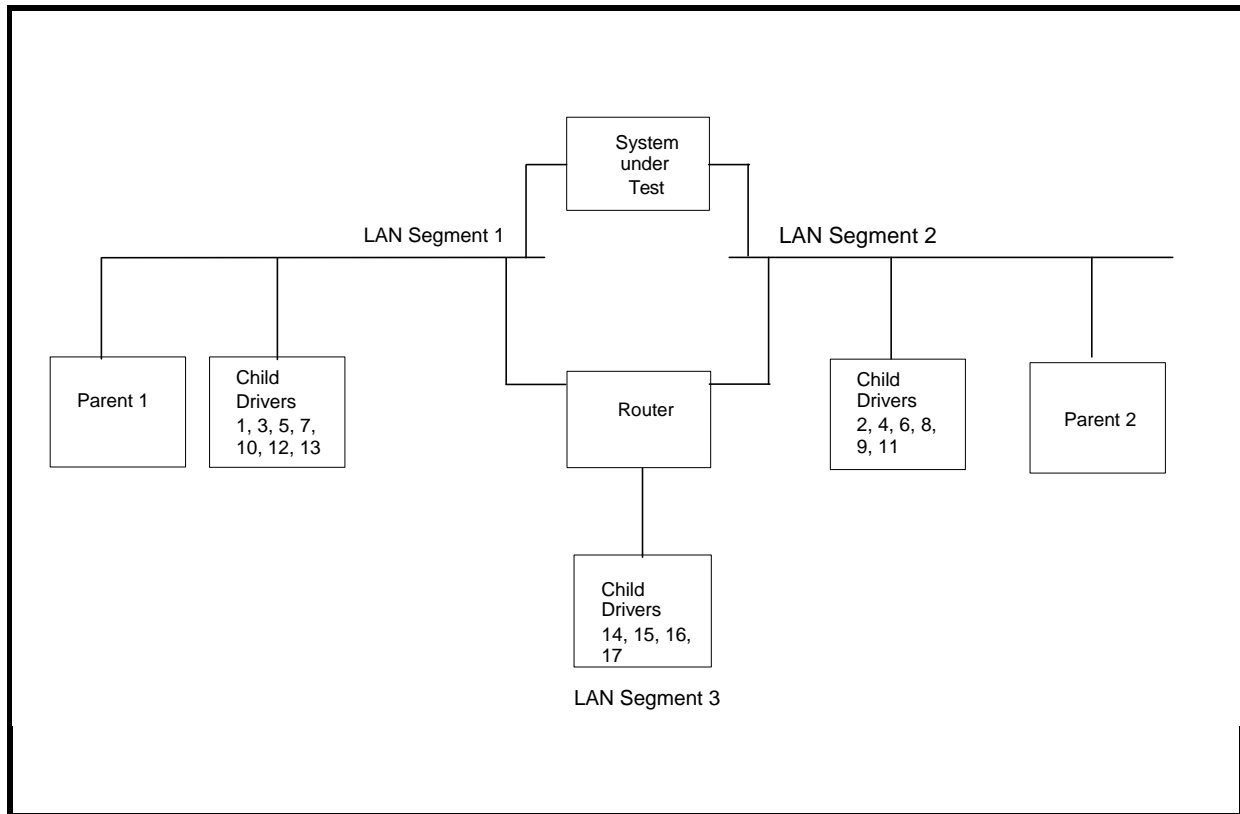 System
under
Test
LAN Segment 1
LAN Segment 2
Parent 1
Child
Drivers
1, 3, 5, 7,
10, 12, 13
Router
Child
Drivers
2, 4, 6, 8,
9, 11
Parent 2
Child
Drivers
14, 15, 16,
17
LAN Segment 3